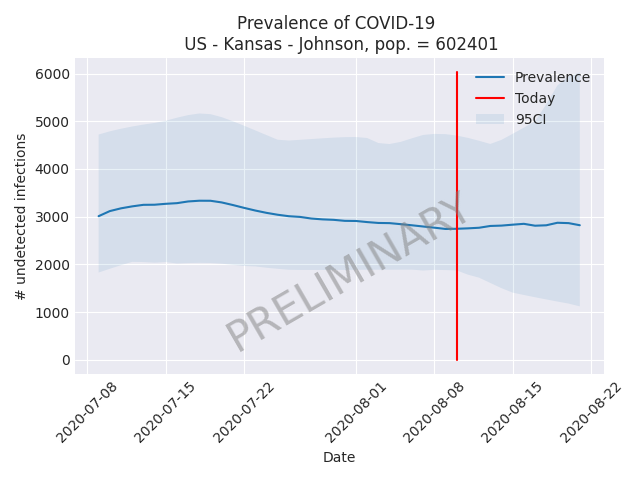 Prevalence of COVID-19
US - Kansas - Johnson, pop. = 602401
# undetected infections
6000
5000
4000
3000
2000
1000
0
Prevalence
Today
95CI
PRELIMINARY
2020-07-08
2020-07-15
2020-07-22
2020-08-01
2020-08-08
2020-08-15
2020-08-22
Date